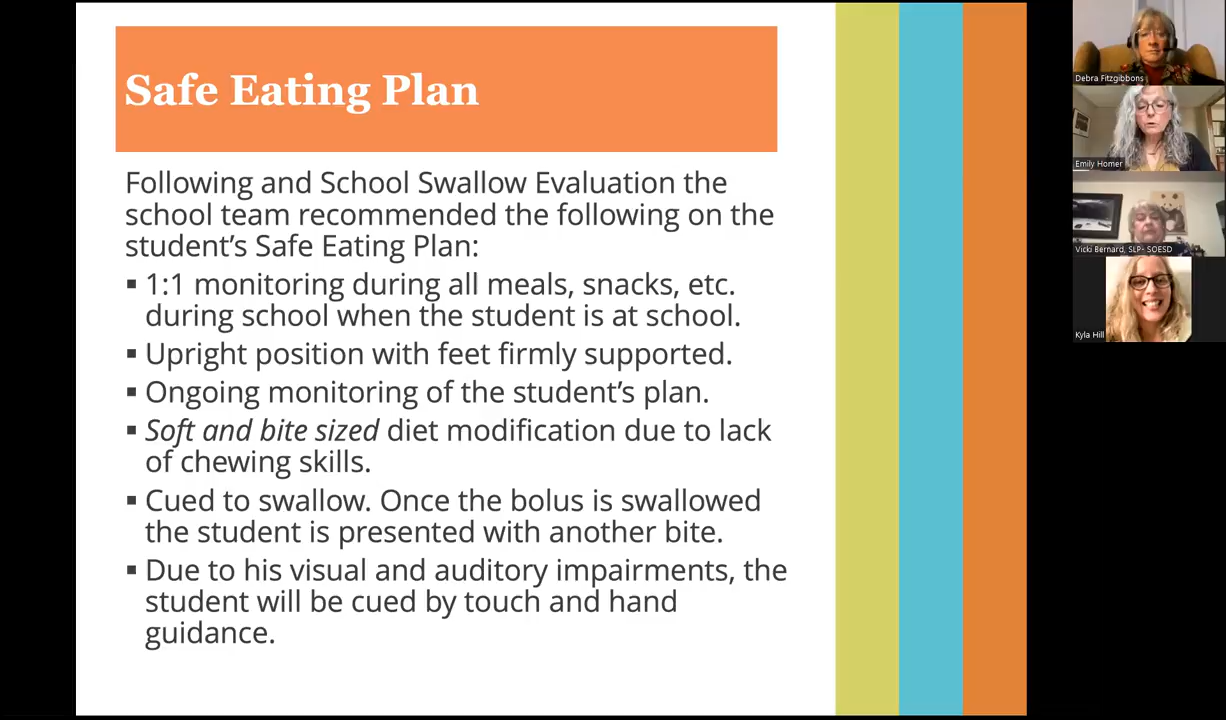 Safe Eating Plan
Following and School Swallow Evaluation the
school team recommended the following on the
student's Safe Eating Plan:
▪ 1:1 monitoring during all meals, snacks, etc.
during school when the student is at school.
▪ Upright position with feet firmly supported.
▪ Ongoing monitoring of the student's plan.
▪ Soft and bite sized diet modification due to lack
of chewing skills.
▪ Cued to swallow. Once the bolus is swallowed
the student is presented with another bite.
▪ Due to his visual and auditory impairments, the
student will be cued by touch and hand
guidance.
Debra Fitzgibbons
Emily Homer
Vicki Bernard, SLP- SOESD
Kyla Hill